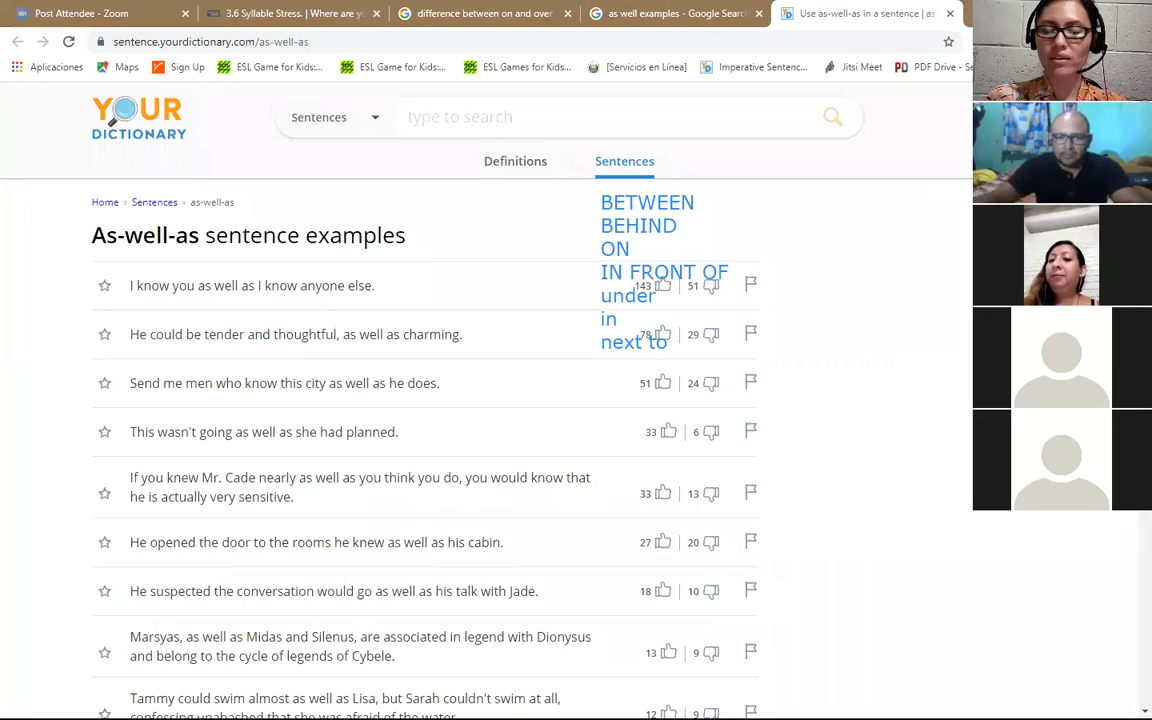 Post Attendee - Zoom
3.6 Syllable Stress. | Where are yo
difference between on and over
as well examples - Google Search
Use as-well-as in a sentence | as
sentence.yourdictionary.com/as-well-as
Aplicaciones
Maps
Sign Up
ESL Game for Kids:...
ESL Game for Kids:...
ESL Games for Kids:...
[Servicios en Línea]
Imperative Sentenc...
Jitsi Meet
PDF Drive - Se
YOUR
DICTIONARY
Sentences
type to search
Definitions
Sentences
Home » Sentences » as-well-as
As-well-as sentence examples
BETWEEN
BEHIND
ON
IN FRONT OF
under
in
next to
I know you as well as I know anyone else.
143 | 51
He could be tender and thoughtful, as well as charming.
78 | 29
Send me men who know this city as well as he does.
51 | 24
This wasn't going as well as she had planned.
33 | 6
If you knew Mr. Cade nearly as well as you think you do, you would know that
he is actually very sensitive.
33 | 13
He opened the door to the rooms he knew as well as his cabin.
27 | 20
He suspected the conversation would go as well as his talk with Jade.
18 | 10
Marsyas, as well as Midas and Silenus, are associated in legend with Dionysus
and belong to the cycle of legends of Cybele.
13 | 9
Tammy could swim almost as well as Lisa, but Sarah couldn't swim at all,
confessing unabashed that she was afraid of the water.
12 | 9